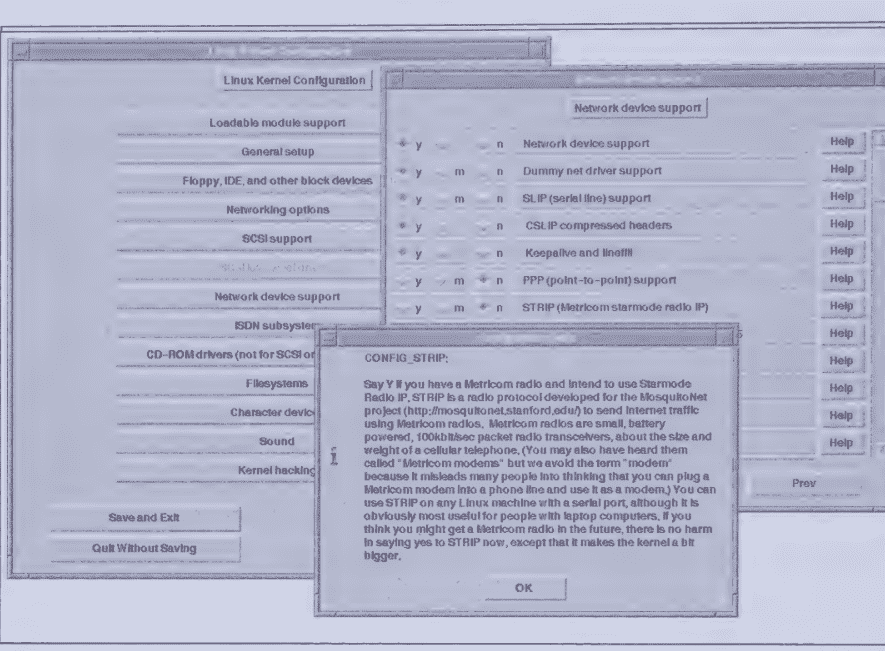 Linux Kernel Configuration
Loadable module support
General setup
Floppy, IDE, and other block devices
Networking options
SCSI support
Network device support
ISDN subsyster
CD-ROM drivers (not for SCSI or
Filesystems
Character devic
Sound
Kernel hacking
Save and Exit
Quit Without Saving
Network device support
y n Network device support Help
y m n Dummy net driver support Help
y m n SLIP (serial line) support Help
y n CSLIP compressed headers Help
y n Keepalive and linefill Help
y m n PPP (point-to-point) support Help
y m n STRIP (Metricom starmode radio IP) Help
Help
Help
Help
Help
Help
Prev
CONFIG_STRIP:
Say Y if you have a Metricom radio and intend to use Starmode
Radio IP. STRIP is a radio protocol developed for the MosquitoNet
project (http://mosquitonet.stanford.edu/) to send Internet traffic
using Metricom radios. Metricom radios are small, battery
powered, 100kbit/sec packet radio transceivers, about the size and
weight of a cellular telephone. (You may also have heard them
called "Metricom modems" but we avoid the term "modem"
because it misleads many people into thinking that you can plug a
Metricom modem into a phone line and use it as a modem.) You can
use STRIP on any Linux machine with a serial port, although it is
obviously most useful for people with laptop computers. If you
think you might get a Metricom radio in the future, there is no harm
in saying yes to STRIP now, except that it makes the kernel a bit
bigger.
OK